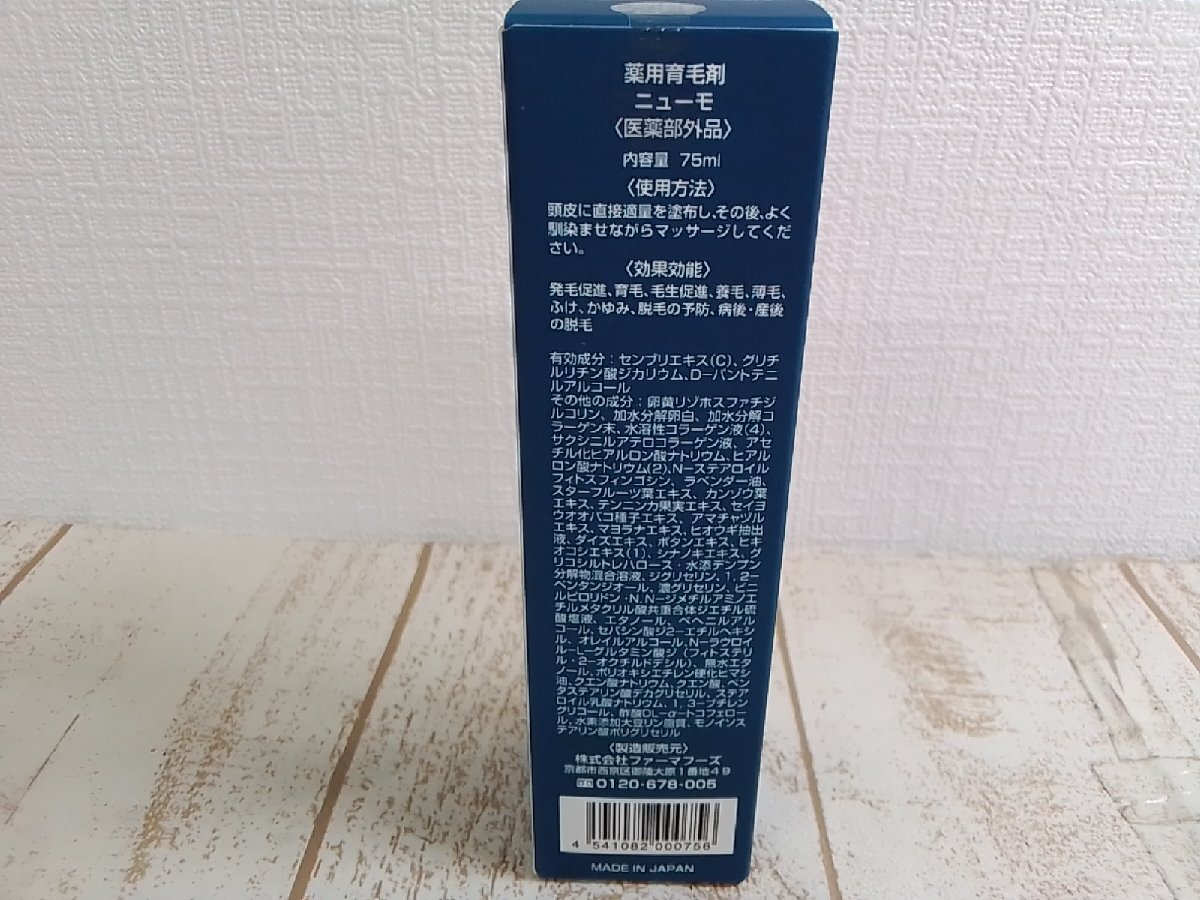 薬用育毛剤
ニューモ
〈医薬部外品〉
内容量 75ml
〈使用方法〉
頭皮に直接適量を塗布し、その後、よく
馴染ませながらマッサージしてくだ
さい。
〈効果効能〉
発毛促進、育毛、毛生促進、養毛、薄毛、
ふけ、かゆみ、脱毛の予防、病後・産後
の脱毛
有効成分：センブリエキス(C)、グリチ
ルリチン酸ジカリウム、D-パントテニ
ルアルコール
その他の成分：卵黄リゾホスファチジ
ルコリン、加水分解卵白、加水分解コ
ラーゲン末、水溶性コラーゲン液(4)、
サクシニルアテロコラーゲン液、アセ
チル化ヒアルロン酸ナトリウム、ヒアル
ロン酸ナトリウム(2)、N-ステアロイル
フィトスフィンゴシン、ラベンダー油、
スターフルーツ葉エキス、カンゾウ葉
エキス、テンニンカ果実エキス、セイヨ
ウオオバコ種子エキス、アマチャヅル
エキス、マヨラナエキス、ヒオウギ抽出
液、ダイズエキス、ボタンエキス、ヒキ
オコシエキス(1)、シナノキエキス、グ
リコシルトレハロース・水添デンプン
分解物混合溶液、ジグリセリン、1，2-
ペンタンジオール、濃グリセリン、ビニ
ルピロリドン・N,N-ジメチルアミノエ
チルメタクリル酸共重合体ジエチル硫
酸塩液、エタノール、ベヘニルアル
コール、セバシン酸ジ2-エチルヘキシ
ル、オレイルアルコール、N-ラウロイ
ル-L-グルタミン酸ジ（フィトステリ
ル・2-オクチルドデシル）、無水エタ
ノール、ポリオキシエチレン硬化ヒマシ
油、クエン酸ナトリウム、クエン酸、ペン
タステアリン酸デカグリセリル、ステア
ロイル乳酸ナトリウム、1，3-ブチレン
グリコール、酢酸DL-α-トコフェロー
ル、水素添加大豆リン脂質、モノイソス
テアリン酸ポリグリセリル
〈製造販売元〉
株式会社ファーマフーズ
京都市西京区御陵大原1番地49
0120-678-005
4 541082 000756
MADE IN JAPAN